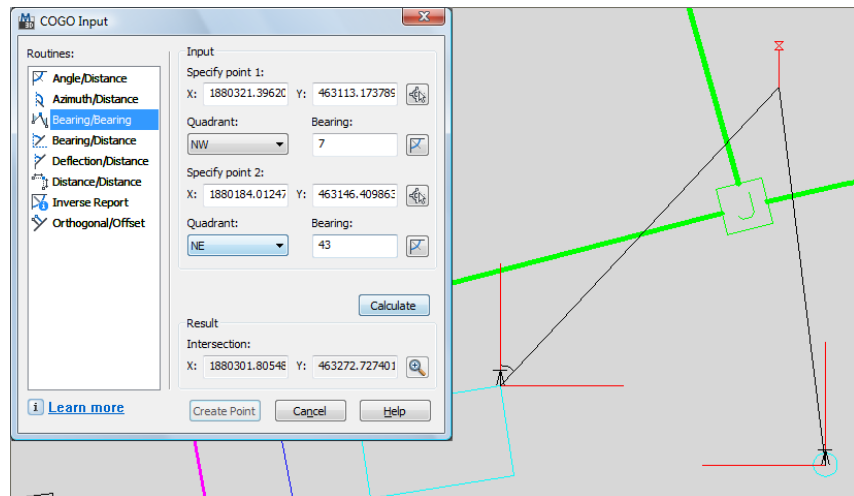 COGO Input
Routines:
Angle/Distance
Azimuth/Distance
Bearing/Bearing
Bearing/Distance
Deflection/Distance
Distance/Distance
Inverse Report
Orthogonal/Offset
Learn more
Input
Specify point 1:
X: 1880321.39620 Y: 463113.173789
Quadrant: Bearing:
NW 7
Specify point 2:
X: 1880184.01247 Y: 463146.409863
Quadrant: Bearing:
NE 43
Calculate
Result
Intersection:
X: 1880301.80548 Y: 463272.727401
Create Point Cancel Help
J